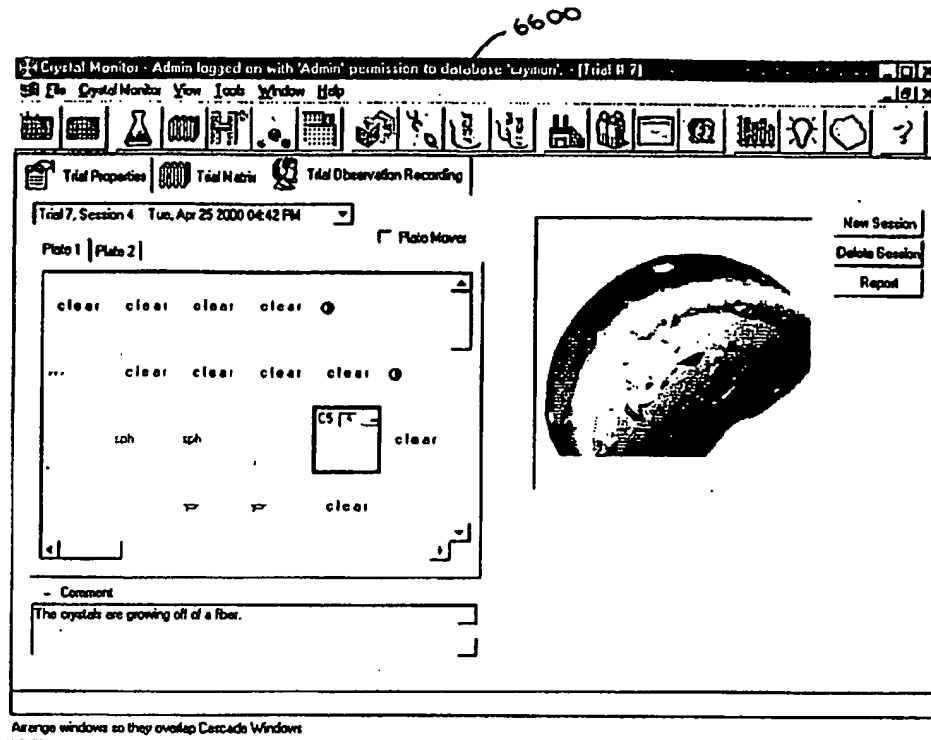 6600
Crystal Monitor - Admin logged on with 'Admin' permission to database 'crymon'. - [Trial # 7]
File Crystal Monitor View Tools Window Help
Trial Properties Trial Matrix Trial Observation Recording
Trial 7, Session 4 Tue, Apr 25 2000 04:42 PM
Plate Mover
New Session
Plate 1 Plate 2
Delete Session
Report
clear clear clear clear
clear clear clear clear
C5 4
sph sph clear
clear
Comment
The crystals are growing off of a fiber.
Arrange windows so they overlap Cascade Windows